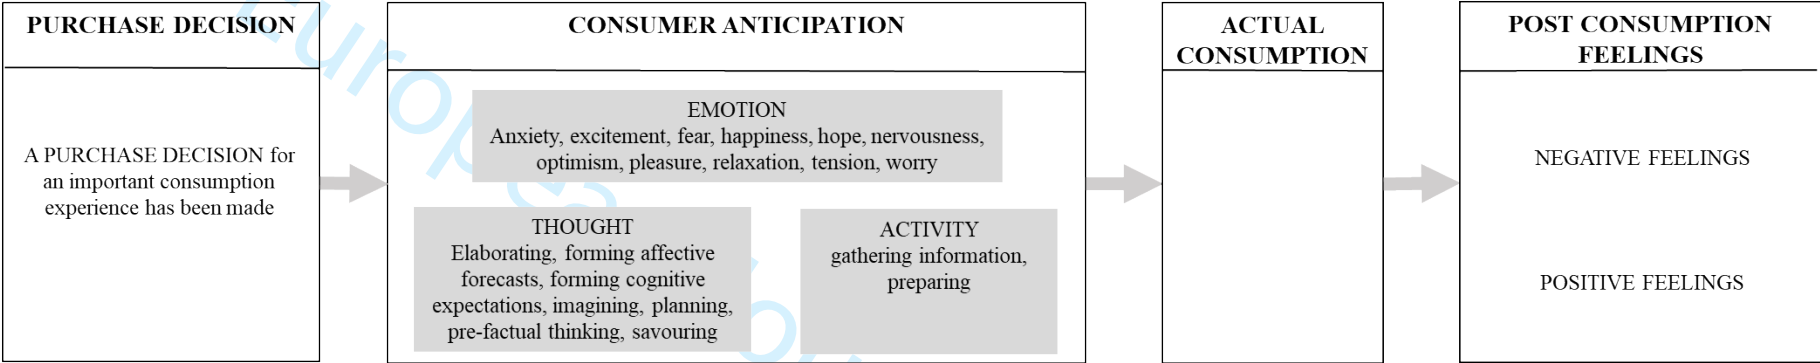 PURCHASE DECISION
A PURCHASE DECISION for
an important consumption
experience has been made
CONSUMER ANTICIPATION
EMOTION
Anxiety, excitement, fear, happiness, hope, nervousness,
optimism, pleasure, relaxation, tension, worry
THOUGHT
Elaborating, forming affective
forecasts, forming cognitive
expectations, imagining, planning,
pre-factual thinking, savouring
ACTIVITY
gathering information,
preparing
ACTUAL
CONSUMPTION
POST CONSUMPTION
FEELINGS
NEGATIVE FEELINGS
POSITIVE FEELINGS